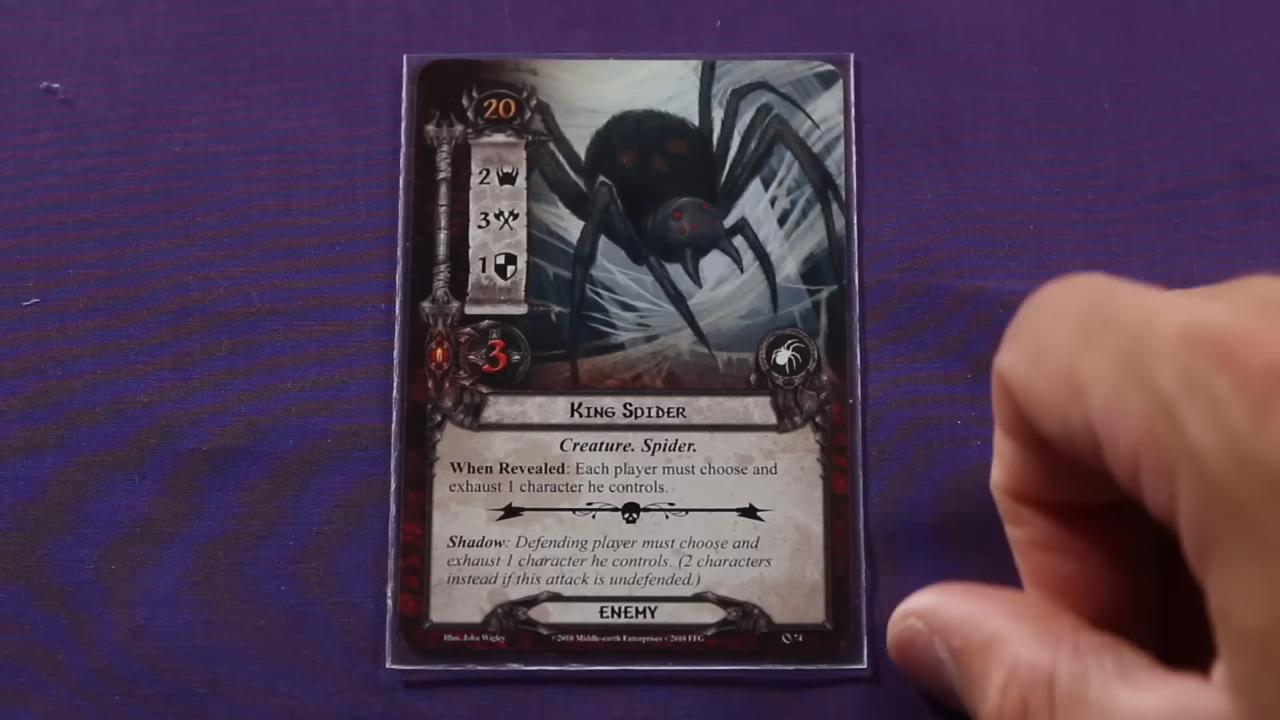 20
2
3
1
3
King Spider
Creature. Spider.
When Revealed: Each player must choose and
exhaust 1 character he controls.
Shadow: Defending player must choose and
exhaust 1 character he controls. (2 characters
instead if this attack is undefended.)
ENEMY
Illus. John Wigley ©2010 Middle-earth Enterprises ©2010 FFG 74